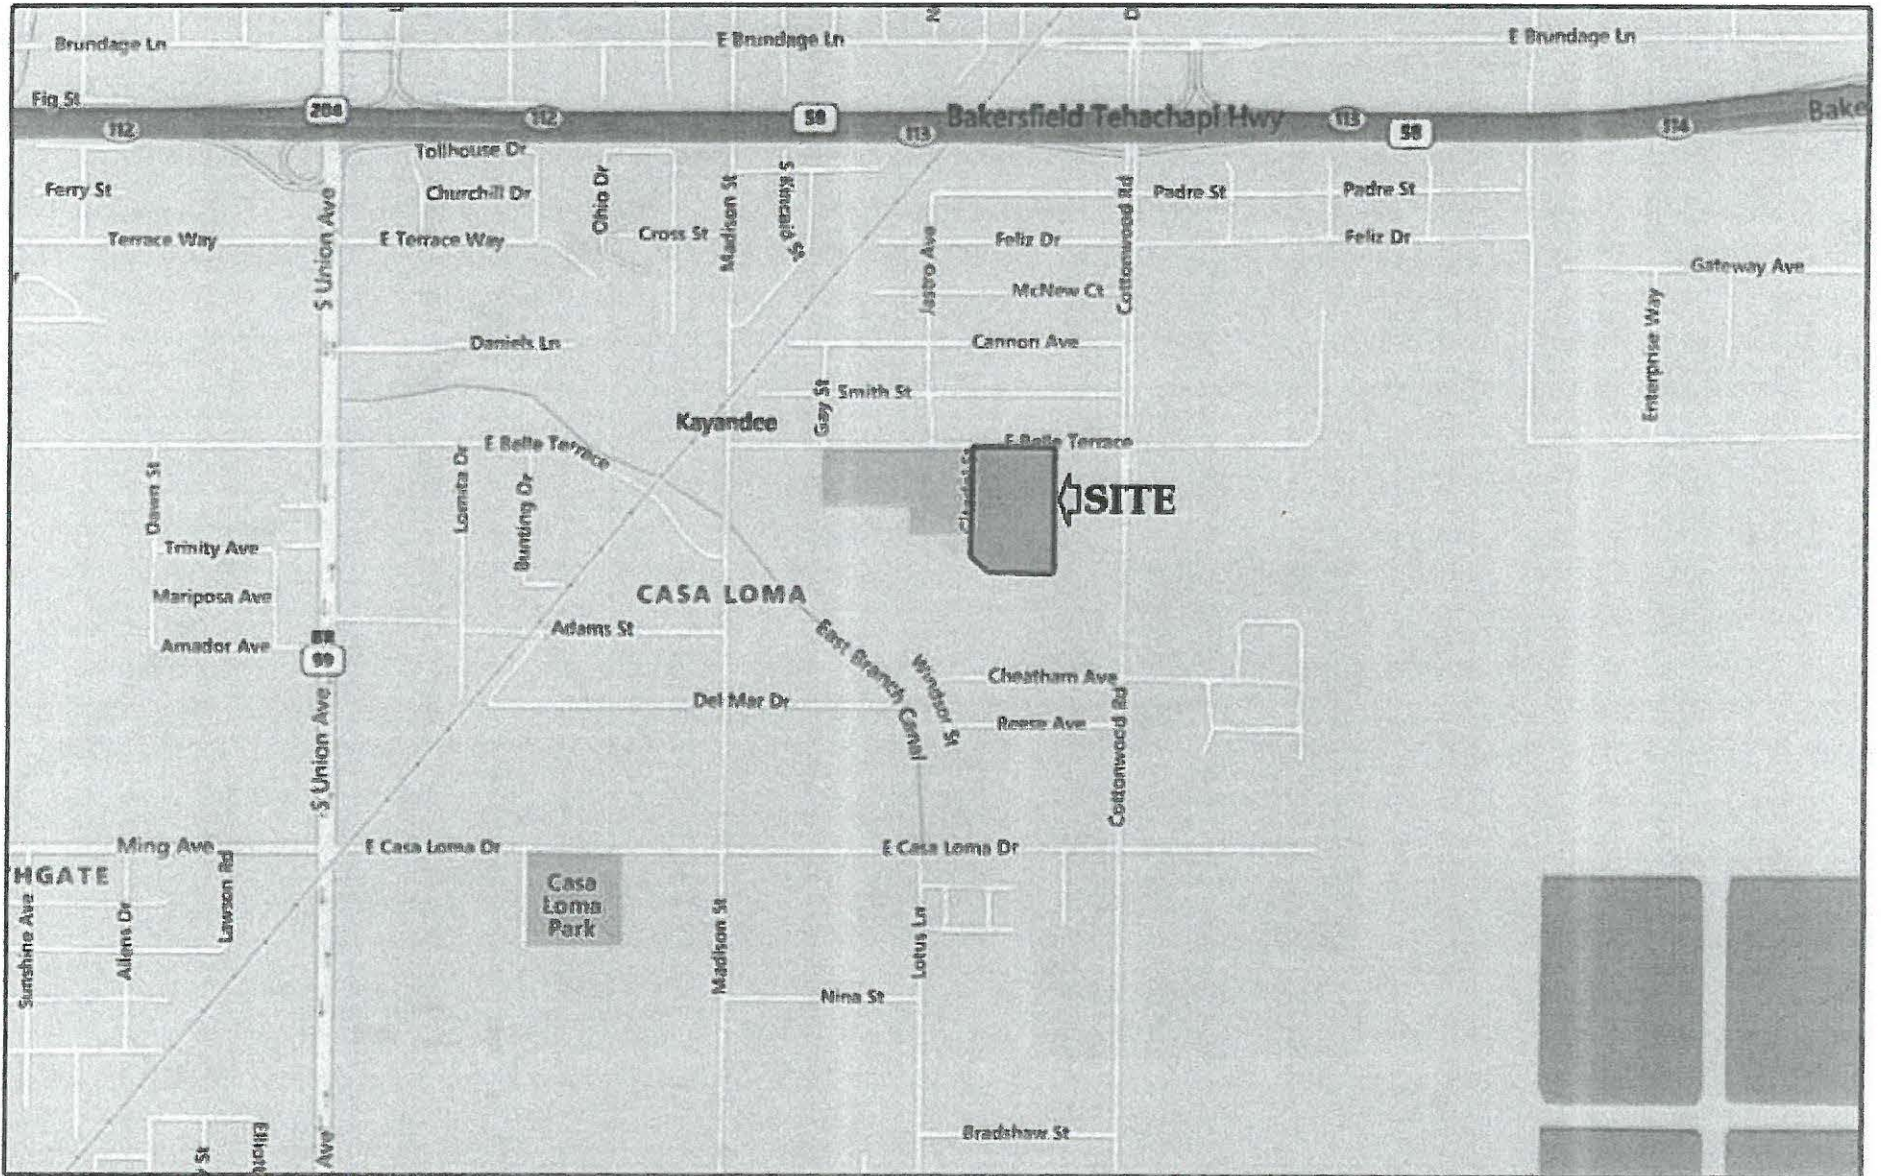 Brundage Ln
E Brundage Ln
E Brundage Ln
Fig St
204
112
112
58
113
Bakersfield Tehachapi Hwy
113
58
114
Bake
Tollhouse Dr
Ferry St
Churchill Dr
Ohio Dr
Madison St
S Kincaid St
Padre St
Padre St
Cottonwood Rd
S Union Ave
Terrace Way
E Terrace Way
Cross St
Jastro Ave
Feliz Dr
Feliz Dr
Gateway Ave
McNew Ct
Enterprise Way
Daniels Ln
Cannon Ave
Gay St
Smith St
Kayandee
E Belle Terrace
E Belle Terrace
Dawn St
Lomita Dr
Bunting Dr
SITE
Trinity Ave
Mariposa Ave
CASA LOMA
Amador Ave
99
Adams St
East Branch Canal
Windsor St
Cheatham Ave
Del Mar Dr
Reese Ave
S Union Ave
Cottonwood Rd
Ming Ave
E Casa Loma Dr
E Casa Loma Dr
HGATE
Lawson Rd
Casa
Loma
Park
Sunshine Ave
Allens Dr
Madison St
Lotus Ln
Nina St
Bradshaw St
St
Ave